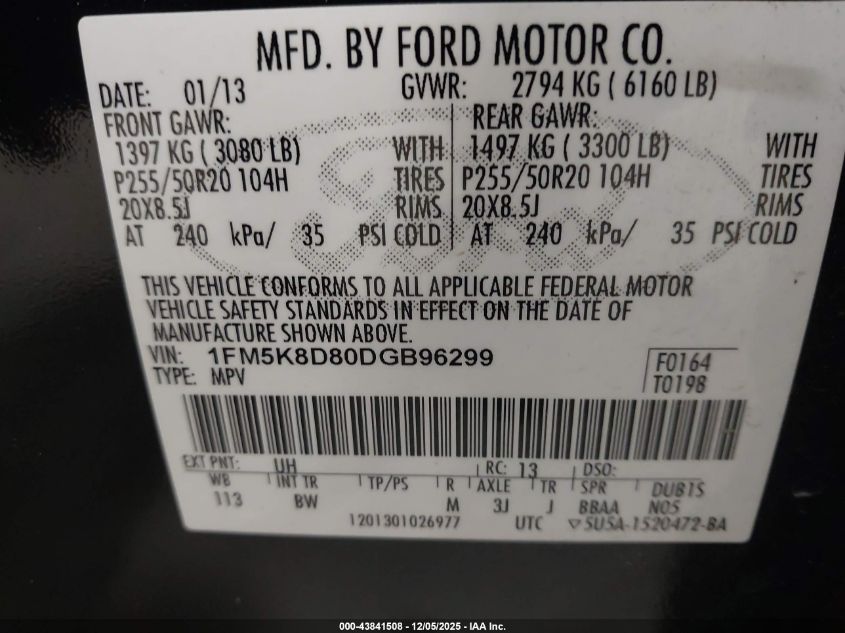 MFD. BY FORD MOTOR CO.
DATE: 01/13 GVWR: 2794 KG ( 6160 LB)
FRONT GAWR: REAR GAWR:
1397 KG ( 3080 LB) WITH 1497 KG ( 3300 LB) WITH
P255/50R20 104H TIRES P255/50R20 104H TIRES
20X8.5J RIMS 20X8.5J RIMS
AT 240 kPa/ 35 PSI COLD AT 240 kPa/ 35 PSI COLD
THIS VEHICLE CONFORMS TO ALL APPLICABLE FEDERAL MOTOR
VEHICLE SAFETY STANDARDS IN EFFECT ON THE DATE OF
MANUFACTURE SHOWN ABOVE.
VIN: 1FM5K8D80DGB96299 F0164
TYPE: MPV T0198
EXT PNT: UH RC: 13 DSO:
WB INT TR TP/PS R AXLE TR SPR DUBIS
113 BW M 3J J BBAA N05
1201301026977 UTC ▽5U5A-1520472-BA
000-43841508 - 12/05/2025 - IAA Inc.